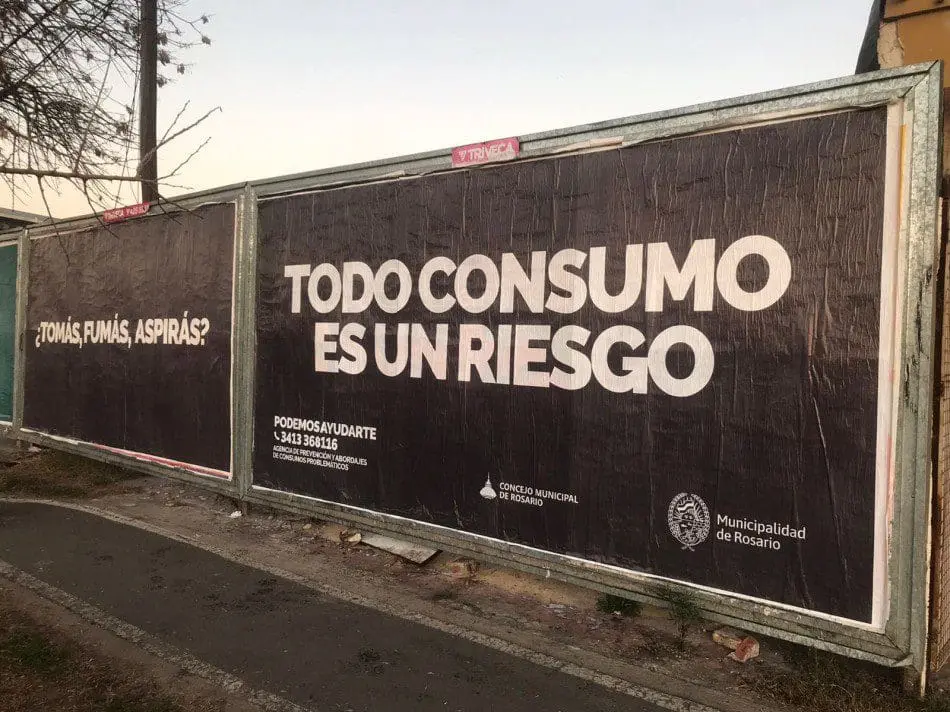 ¿TOMÁS, FUMÁS, ASPIRÁS?
TRIVECA
TODO CONSUMO
ES UN RIESGO
PODEMOS AYUDARTE
3413 368116
AGENCIA DE PREVENCIÓN Y ABORDAJES
DE CONSUMOS PROBLEMÁTICOS
CONCEJO MUNICIPAL
DE ROSARIO
Municipalidad
de Rosario